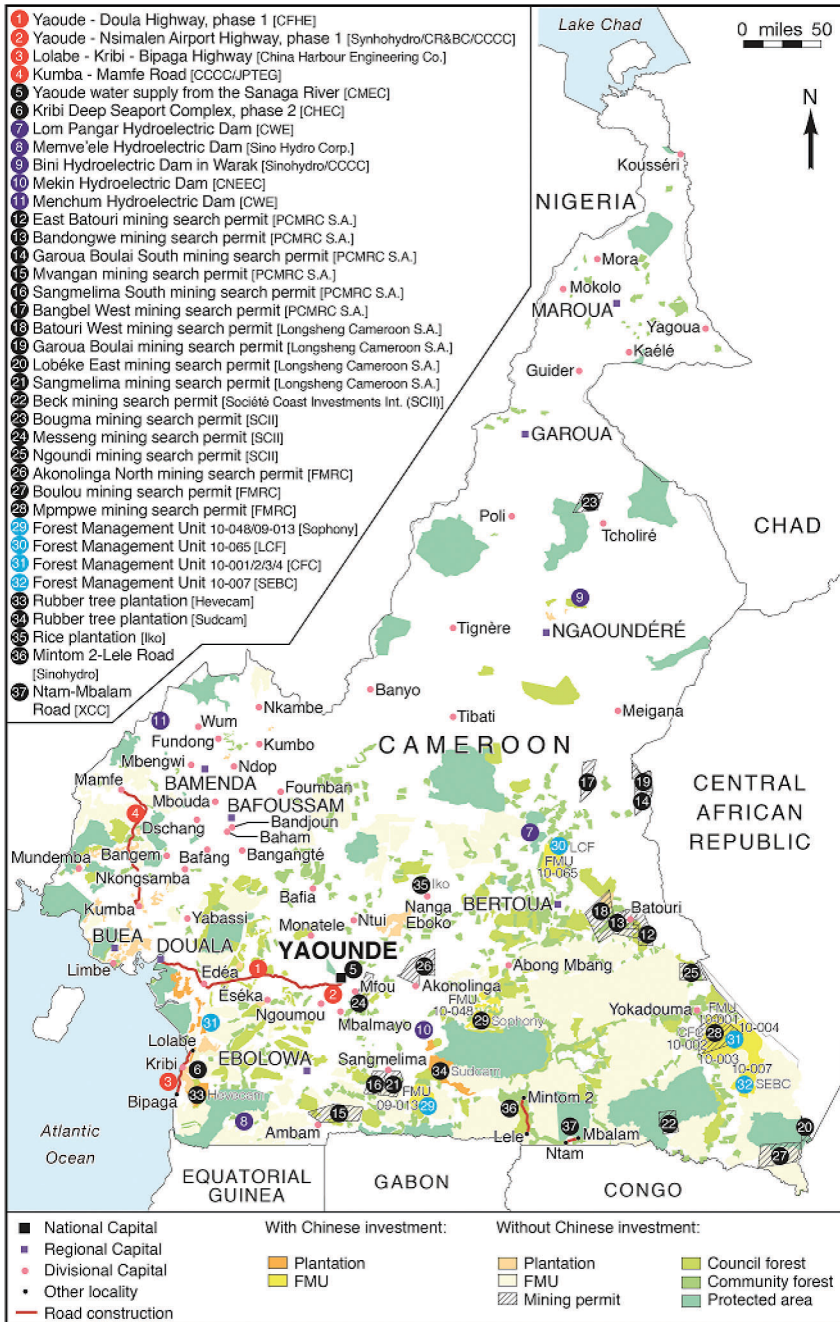 1 Yaoude - Doula Highway, phase 1 [CFHE]
2 Yaoude - Nsimalen Airport Highway, phase 1 [Synhohydro/CR&BC/CCCC]
3 Lolabe - Kribi - Bipaga Highway [China Harbour Engineering Co.]
4 Kumba - Mamfe Road [CCCC/JPTEG]
5 Yaoude water supply from the Sanaga River [CMEC]
6 Kribi Deep Seaport Complex, phase 2 [CHEC]
7 Lom Pangar Hydroelectric Dam [CWE]
8 Memve'ele Hydroelectric Dam [Sino Hydro Corp.]
9 Bini Hydroelectric Dam in Warak [Sinohydro/CCCC]
10 Mekin Hydroelectric Dam [CNEEC]
11 Menchum Hydroelectric Dam [CWE]
12 East Batouri mining search permit [PCMRC S.A.]
13 Bandongwe mining search permit [PCMRC S.A.]
14 Garoua Boulai South mining search permit [PCMRC S.A.]
15 Mvangan mining search permit [PCMRC S.A.]
16 Sangmelima South mining search permit [PCMRC S.A.]
17 Bangbel West mining search permit [PCMRC S.A.]
18 Batouri West mining search permit [Longsheng Cameroon S.A.]
19 Garoua Boulai mining search permit [Longsheng Cameroon S.A.]
20 Lobéke East mining search permit [Longsheng Cameroon S.A.]
21 Sangmelima mining search permit [Longsheng Cameroon S.A.]
22 Beck mining search permit [Société Coast Investments Int. (SCII)]
23 Bougma mining search permit [SCII]
24 Messeng mining search permit [SCII]
25 Ngoundi mining search permit [SCII]
26 Akonolinga North mining search permit [FMRC]
27 Boulou mining search permit [FMRC]
28 Mpmpwe mining search permit [FMRC]
29 Forest Management Unit 10-048/09-013 [Sophony]
30 Forest Management Unit 10-065 [LCF]
31 Forest Management Unit 10-001/2/3/4 [CFC]
32 Forest Management Unit 10-007 [SEBC]
33 Rubber tree plantation [Hevecam]
34 Rubber tree plantation [Sudcam]
35 Rice plantation [Iko]
36 Mintom 2-Lele Road
[Sinohydro]
37 Ntam-Mbalam
Road [XCC]
Lake Chad
0 miles 50
N
Kousséri
NIGERIA
Mora
Mokolo
MAROUA
Yagoua
Kaélé
Guider
GAROUA
23
Poli
Tcholiré
CHAD
9
Tignère
NGAOUNDÉRÉ
Banyo
Nkambe
Meigana
Tibati
11
Wum
Fundong
Kumbo
CAMEROON
Mbengwi
Ndop
BAMENDA
17
19
14
Mamfe
Foumban
Mbouda
BAFOUSSAM
CENTRAL
AFRICAN
REPUBLIC
4
Dschang
Bandjoun
Baham
7
30
LCF
Bangem
Bafang
Bangangté
FMU
10-065
Mundemba
Nkongsamba
35
Iko
Bafia
Nanga
Eboko
BERTOUA
18
13
Batouri
Kumba
Yabassi
Monatele
Ntui
12
BUEA
DOUALA
YAOUNDE
Limbe
Edéa
1
5
26
Abong Mbang
25
2
Mfou
Akonolinga
Éséka
24
FMU
10-048
Yokadouma
Ngoumou
Mbalmayo
29
Sophony
FMU
10-001
10-004
31
10
CFC
10-002
28
31
Lolabe
10-003
10-007
EBOLOWA
Sangmelima
Kribi
6
34
Sudcam
32
SEBC
3
16
21
33
Hevecam
FMU
09-013
29
36
Mintom 2
Bipaga
15
37
22
20
8
Ambam
Lele
Mbalam
Ntam
27
Atlantic
Ocean
EQUATORIAL
GUINEA
GABON
CONGO
National Capital
Regional Capital
Divisional Capital
Other locality
Road construction
With Chinese investment:
Plantation
FMU
Without Chinese investment:
Plantation
FMU
Mining permit
Council forest
Community forest
Protected area